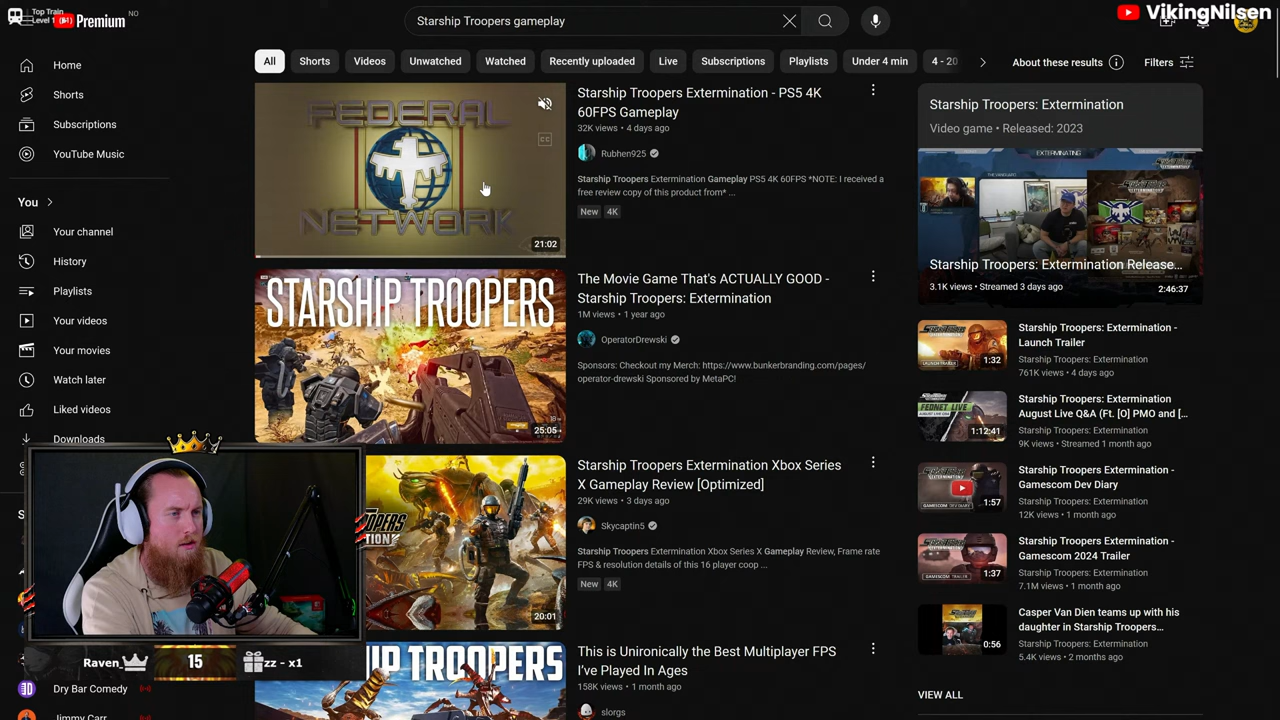 Top Train
Level 1
Premium
NO
Starship Troopers gameplay
VikingNilsen
Home
Shorts
Subscriptions
YouTube Music
You
Your channel
History
Playlists
Your videos
Your movies
Watch later
Liked videos
Downloads
Dry Bar Comedy
Jimmy Carr
All
Shorts
Videos
Unwatched
Watched
Recently uploaded
Live
Subscriptions
Playlists
Under 4 min
4 - 20
About these results
Filters
FEDERAL
NETWORK
CC
21:02
Starship Troopers Extermination - PS5 4K
60FPS Gameplay
32K views • 4 days ago
Rubhen925
Starship Troopers Extermination Gameplay PS5 4K 60FPS *NOTE: I received a
free review copy of this product from* ...
New
4K
STARSHIP TROOPERS
25:05
The Movie Game That's ACTUALLY GOOD -
Starship Troopers: Extermination
1M views • 1 year ago
OperatorDrewski
Sponsors: Checkout my Merch: https://www.bunkerbranding.com/pages/
operator-drewski Sponsored by MetaPC!
20:01
Starship Troopers Extermination Xbox Series
X Gameplay Review [Optimized]
29K views • 3 days ago
Skycaptin5
Starship Troopers Extermination Xbox Series X Gameplay Review, Frame rate
FPS & resolution details of this 16 player coop ...
New
4K
IP TROOPERS
This is Unironically the Best Multiplayer FPS
I've Played In Ages
158K views • 1 month ago
slorgs
Starship Troopers: Extermination
Video game • Released: 2023
EXTERMINATING
Starship Troopers: Extermination Release...
3.1K views • Streamed 3 days ago
2:46:37
Starship Troopers: Extermination -
Launch Trailer
Starship Troopers: Extermination
761K views • 4 days ago
1:32
Starship Troopers: Extermination
August Live Q&A (Ft. [O] PMO and [...
Starship Troopers: Extermination
9K views • Streamed 1 month ago
FEDNET LIVE
1:12:41
Starship Troopers: Extermination -
Gamescom Dev Diary
Starship Troopers: Extermination
12K views • 1 month ago
1:57
Starship Troopers: Extermination -
Gamescom 2024 Trailer
Starship Troopers: Extermination
7.1M views • 1 month ago
1:37
Casper Van Dien teams up with his
daughter in Starship Troopers...
Starship Troopers: Extermination
5.4K views • 2 months ago
0:56
VIEW ALL
Raven
15
zz - x1